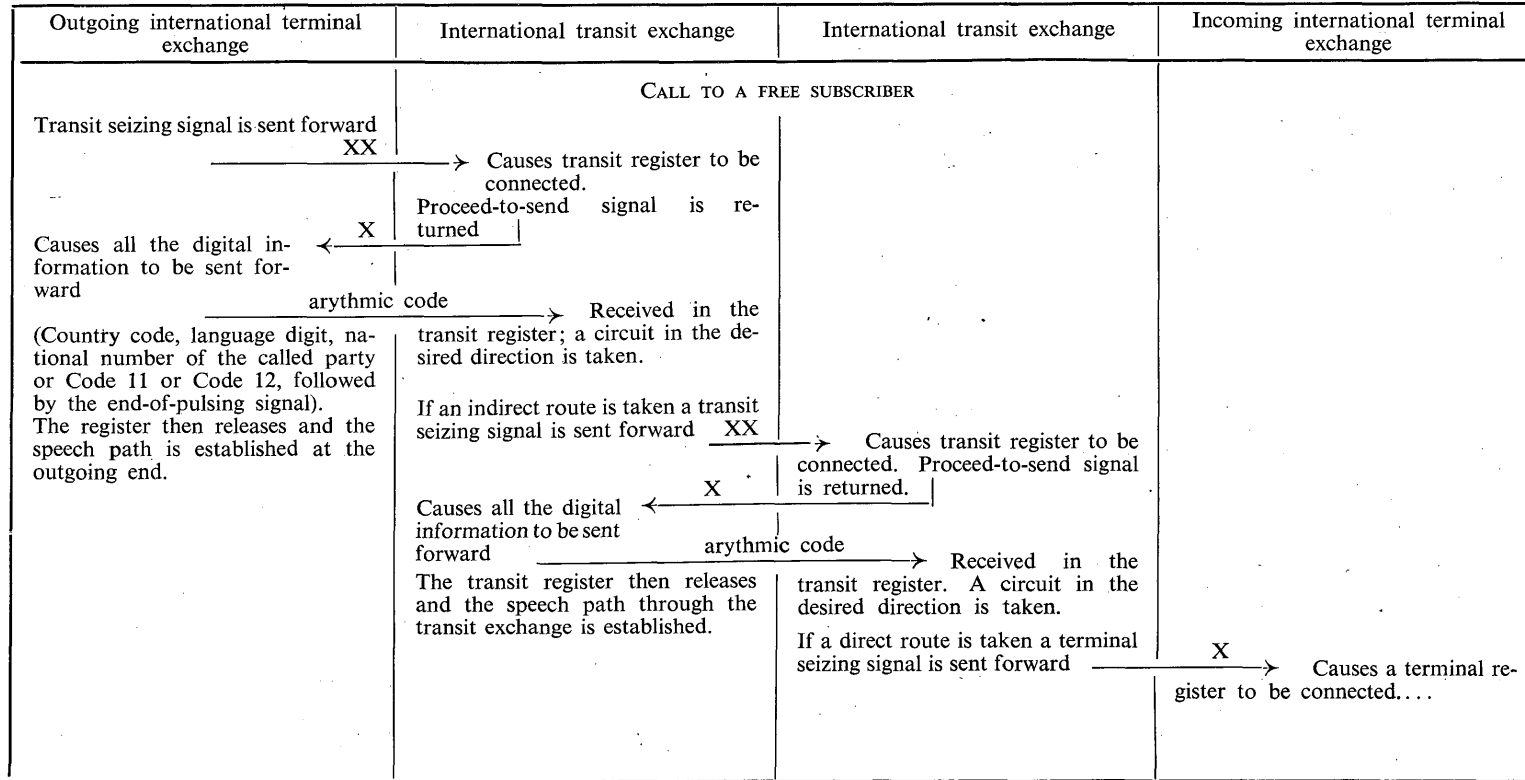 Outgoing international terminal
exchange
International transit exchange
International transit exchange
Incoming international terminal
exchange
CALL TO A FREE SUBSCRIBER
Transit seizing signal is sent forward
XX
Causes transit register to be
connected.
Proceed-to-send signal is re-
turned
X
Causes all the digital in-
formation to be sent for-
ward
arythmic code
Received in the
transit register; a circuit in the de-
sired direction is taken.
(Country code, language digit, na-
tional number of the called party
or Code 11 or Code 12, followed
by the end-of-pulsing signal).
The register then releases and the
speech path is established at the
outgoing end.
If an indirect route is taken a transit
seizing signal is sent forward XX
Causes transit register to be
connected. Proceed-to-send signal
is returned.
X
Causes all the digital
information to be sent
forward
arythmic code
Received in the
transit register. A circuit in the
desired direction is taken.
The transit register then releases
and the speech path through the
transit exchange is established.
If a direct route is taken a terminal
seizing signal is sent forward
X
Causes a terminal re-
gister to be connected....